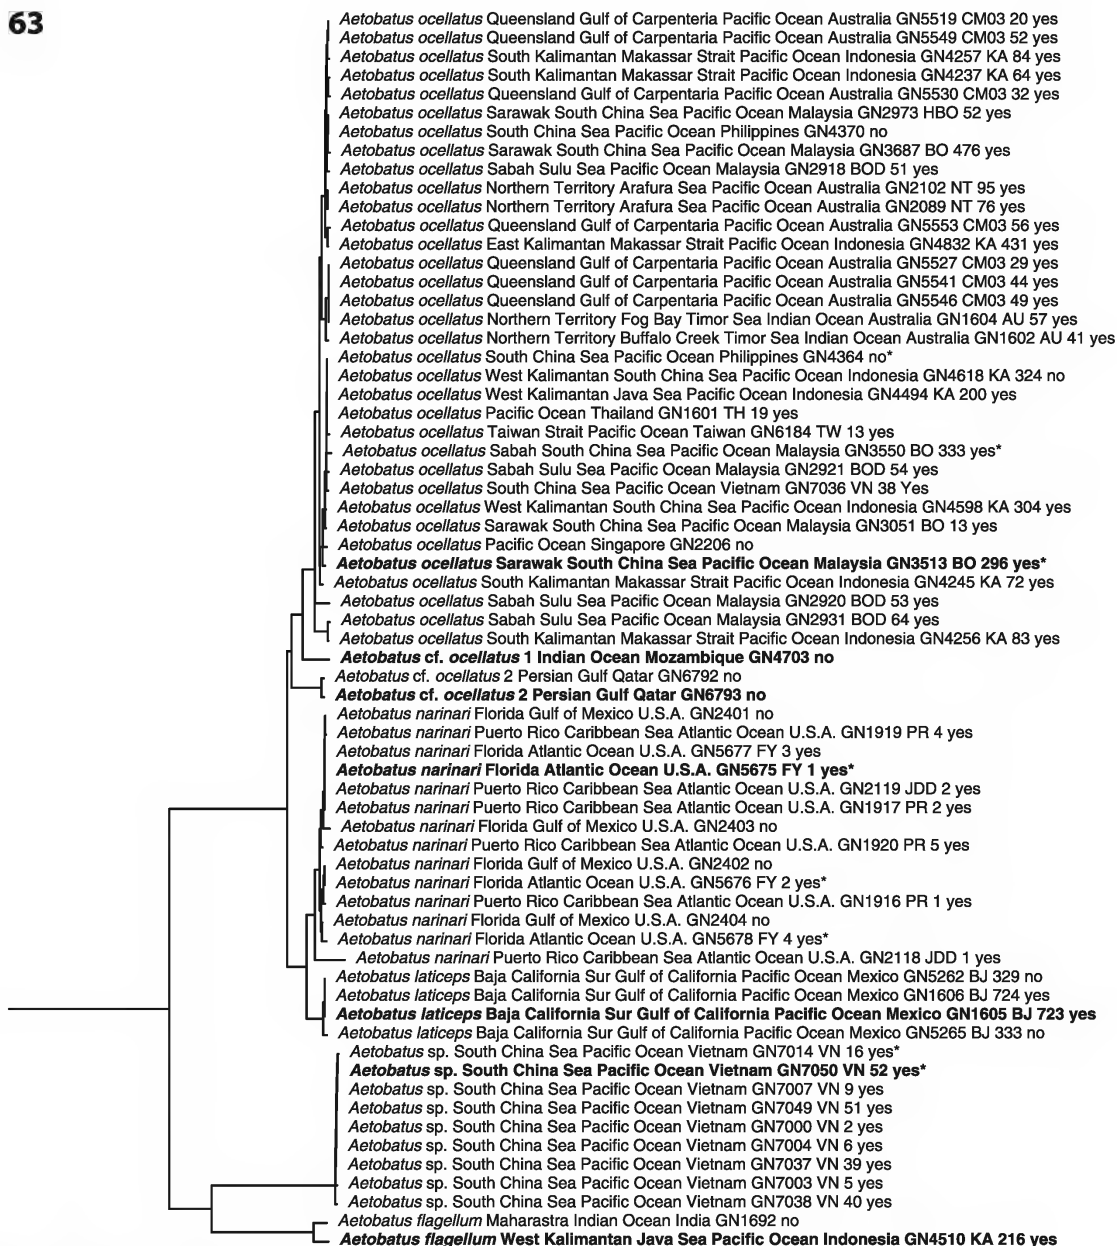 63
Aetobatus ocellatus Queensland Gulf of Carpenteria Pacific Ocean Australia GN5519 CM03 20 yes
Aetobatus ocellatus Queensland Gulf of Carpentaria Pacific Ocean Australia GN5549 CM03 52 yes
Aetobatus ocellatus South Kalimantan Makassar Strait Pacific Ocean Indonesia GN4257 KA 84 yes
Aetobatus ocellatus South Kalimantan Makassar Strait Pacific Ocean Indonesia GN4237 KA 64 yes
Aetobatus ocellatus Queensland Gulf of Carpentaria Pacific Ocean Australia GN5530 CM03 32 yes
Aetobatus ocellatus Sarawak South China Sea Pacific Ocean Malaysia GN2973 HBO 52 yes
Aetobatus ocellatus South China Sea Pacific Ocean Philippines GN4370 no
Aetobatus ocellatus Sarawak South China Sea Pacific Ocean Malaysia GN3687 BO 476 yes
Aetobatus ocellatus Sabah Sulu Sea Pacific Ocean Malaysia GN2918 BOD 51 yes
Aetobatus ocellatus Northern Territory Arafura Sea Pacific Ocean Australia GN2102 NT 95 yes
Aetobatus ocellatus Northern Territory Arafura Sea Pacific Ocean Australia GN2089 NT 76 yes
Aetobatus ocellatus Queensland Gulf of Carpentaria Pacific Ocean Australia GN5553 CM03 56 yes
Aetobatus ocellatus East Kalimantan Makassar Strait Pacific Ocean Indonesia GN4832 KA 431 yes
Aetobatus ocellatus Queensland Gulf of Carpentaria Pacific Ocean Australia GN5527 CM03 29 yes
Aetobatus ocellatus Queensland Gulf of Carpentaria Pacific Ocean Australia GN5541 CM03 44 yes
Aetobatus ocellatus Queensland Gulf of Carpentaria Pacific Ocean Australia GN5546 CM03 49 yes
Aetobatus ocellatus Northern Territory Fog Bay Timor Sea Indian Ocean Australia GN1604 AU 57 yes
Aetobatus ocellatus Northern Territory Buffalo Creek Timor Sea Indian Ocean Australia GN1602 AU 41 yes
Aetobatus ocellatus South China Sea Pacific Ocean Philippines GN4364 no*
Aetobatus ocellatus West Kalimantan South China Sea Pacific Ocean Indonesia GN4618 KA 324 no
Aetobatus ocellatus West Kalimantan Java Sea Pacific Ocean Indonesia GN4494 KA 200 yes
Aetobatus ocellatus Pacific Ocean Thailand GN1601 TH 19 yes
Aetobatus ocellatus Taiwan Strait Pacific Ocean Taiwan GN6184 TW 13 yes
Aetobatus ocellatus Sabah South China Sea Pacific Ocean Malaysia GN3550 BO 333 yes*
Aetobatus ocellatus Sabah Sulu Sea Pacific Ocean Malaysia GN2921 BOD 54 yes
Aetobatus ocellatus South China Sea Pacific Ocean Vietnam GN7036 VN 38 Yes
Aetobatus ocellatus West Kalimantan South China Sea Pacific Ocean Indonesia GN4598 KA 304 yes
Aetobatus ocellatus Sarawak South China Sea Pacific Ocean Malaysia GN3051 BO 13 yes
Aetobatus ocellatus Pacific Ocean Singapore GN2206 no
Aetobatus ocellatus Sarawak South China Sea Pacific Ocean Malaysia GN3513 BO 296 yes*
Aetobatus ocellatus South Kalimantan Makassar Strait Pacific Ocean Indonesia GN4245 KA 72 yes
Aetobatus ocellatus Sabah Sulu Sea Pacific Ocean Malaysia GN2920 BOD 53 yes
Aetobatus ocellatus Sabah Sulu Sea Pacific Ocean Malaysia GN2931 BOD 64 yes
Aetobatus ocellatus South Kalimantan Makassar Strait Pacific Ocean Indonesia GN4256 KA 83 yes
Aetobatus cf. ocellatus 1 Indian Ocean Mozambique GN4703 no
Aetobatus cf. ocellatus 2 Persian Gulf Qatar GN6792 no
Aetobatus cf. ocellatus 2 Persian Gulf Qatar GN6793 no
Aetobatus narinari Florida Gulf of Mexico U.S.A. GN2401 no
Aetobatus narinari Puerto Rico Caribbean Sea Atlantic Ocean U.S.A. GN1919 PR 4 yes
Aetobatus narinari Florida Atlantic Ocean U.S.A. GN5677 FY 3 yes
Aetobatus narinari Florida Atlantic Ocean U.S.A. GN5675 FY 1 yes*
Aetobatus narinari Puerto Rico Caribbean Sea Atlantic Ocean U.S.A. GN2119 JDD 2 yes
Aetobatus narinari Puerto Rico Caribbean Sea Atlantic Ocean U.S.A. GN1917 PR 2 yes
Aetobatus narinari Florida Gulf of Mexico U.S.A. GN2403 no
Aetobatus narinari Puerto Rico Caribbean Sea Atlantic Ocean U.S.A. GN1920 PR 5 yes
Aetobatus narinari Florida Gulf of Mexico U.S.A. GN2402 no
Aetobatus narinari Florida Atlantic Ocean U.S.A. GN5676 FY 2 yes*
Aetobatus narinari Puerto Rico Caribbean Sea Atlantic Ocean U.S.A. GN1916 PR 1 yes
Aetobatus narinari Florida Gulf of Mexico U.S.A. GN2404 no
Aetobatus narinari Florida Atlantic Ocean U.S.A. GN5678 FY 4 yes*
Aetobatus narinari Puerto Rico Caribbean Sea Atlantic Ocean U.S.A. GN2118 JDD 1 yes
Aetobatus laticeps Baja California Sur Gulf of California Pacific Ocean Mexico GN5262 BJ 329 no
Aetobatus laticeps Baja California Sur Gulf of California Pacific Ocean Mexico GN1606 BJ 724 yes
Aetobatus laticeps Baja California Sur Gulf of California Pacific Ocean Mexico GN1605 BJ 723 yes
Aetobatus laticeps Baja California Sur Gulf of California Pacific Ocean Mexico GN5265 BJ 333 no
Aetobatus sp. South China Sea Pacific Ocean Vietnam GN7014 VN 16 yes*
Aetobatus sp. South China Sea Pacific Ocean Vietnam GN7050 VN 52 yes*
Aetobatus sp. South China Sea Pacific Ocean Vietnam GN7007 VN 9 yes
Aetobatus sp. South China Sea Pacific Ocean Vietnam GN7049 VN 51 yes
Aetobatus sp. South China Sea Pacific Ocean Vietnam GN7000 VN 2 yes
Aetobatus sp. South China Sea Pacific Ocean Vietnam GN7004 VN 6 yes
Aetobatus sp. South China Sea Pacific Ocean Vietnam GN7037 VN 39 yes
Aetobatus sp. South China Sea Pacific Ocean Vietnam GN7003 VN 5 yes
Aetobatus sp. South China Sea Pacific Ocean Vietnam GN7038 VN 40 yes
Aetobatus flagellum Maharastra Indian Ocean India GN1692 no
Aetobatus flagellum West Kalimantan Java Sea Pacific Ocean Indonesia GN4510 KA 216 yes